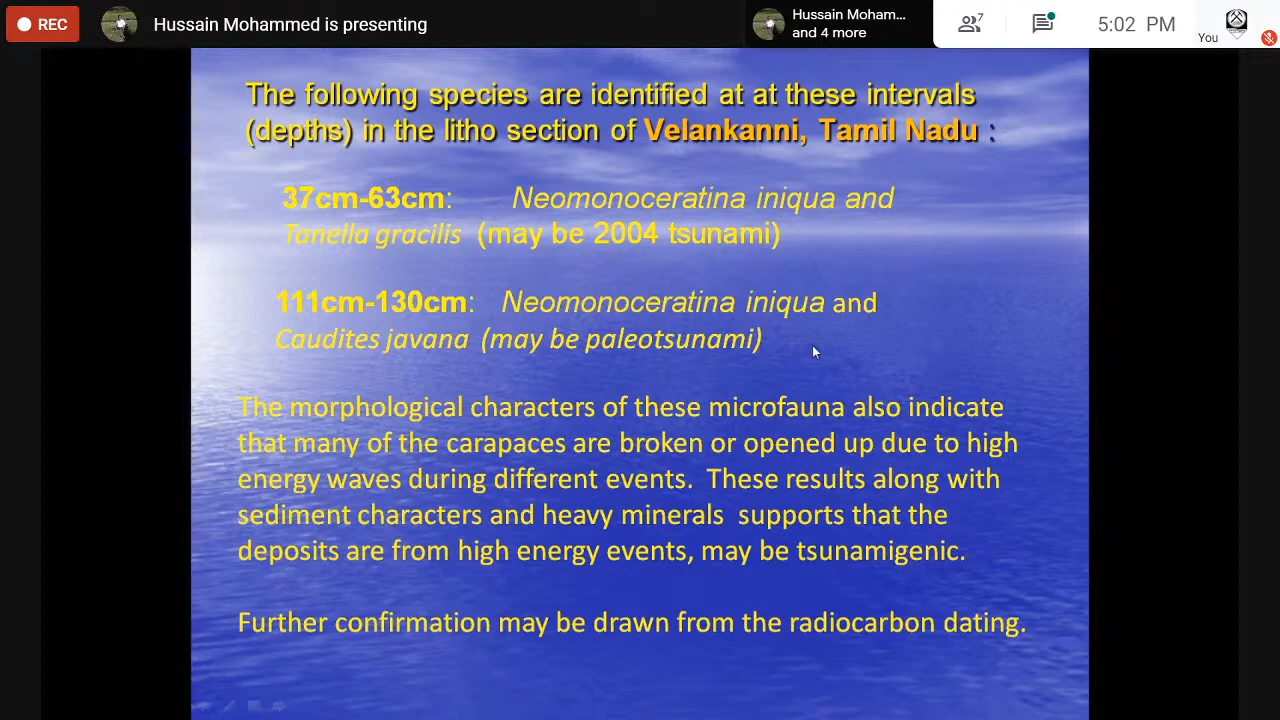 REC
Hussain Mohammed is presenting
Hussain Moham...
and 4 more
7
5:02 PM
You
The following species are identified at at these intervals
(depths) in the litho section of Velankanni, Tamil Nadu :
37cm-63cm: Neomonoceratina iniqua and
Tanella gracilis (may be 2004 tsunami)
111cm-130cm: Neomonoceratina iniqua and
Caudites javana (may be paleotsunami)
The morphological characters of these microfauna also indicate
that many of the carapaces are broken or opened up due to high
energy waves during different events. These results along with
sediment characters and heavy minerals supports that the
deposits are from high energy events, may be tsunamigenic.
Further confirmation may be drawn from the radiocarbon dating.